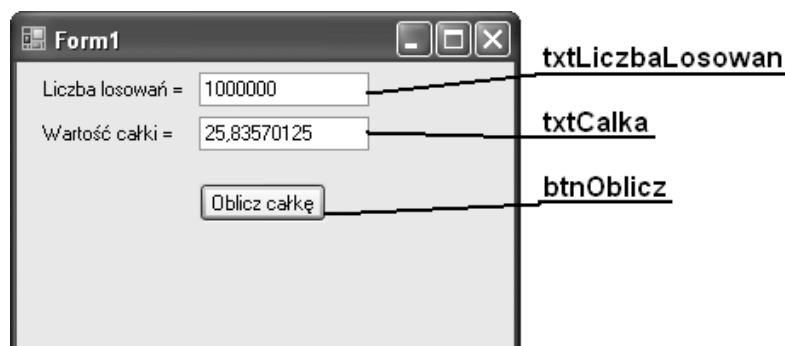 Form1
txtLiczbaLosowan
Liczba losowań = 1000000
txtCalka
Wartość całki = 25,83570125
btnOblicz
Oblicz całkę